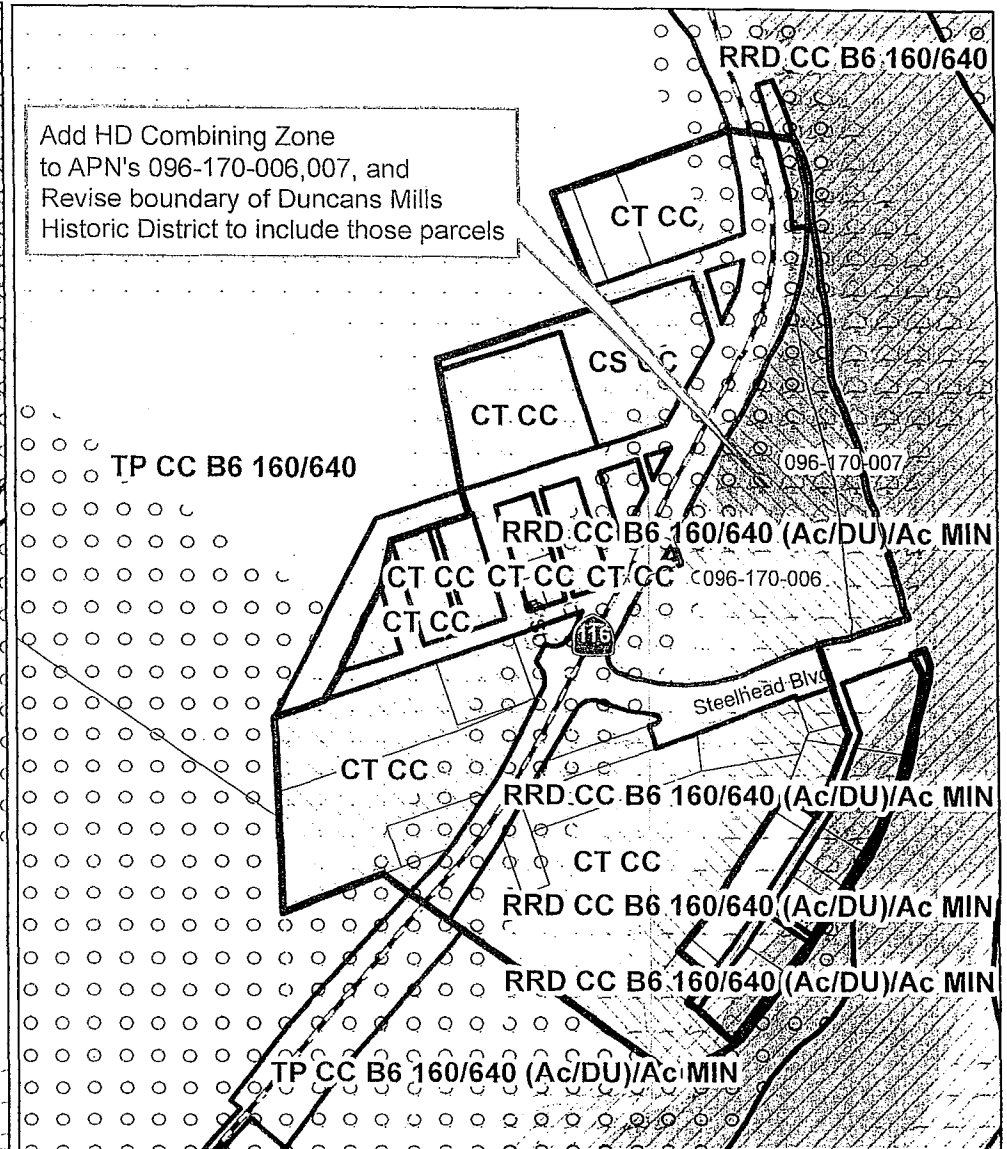 RRD CC B6 160/640
Add HD Combining Zone
to APN's 096-170-006,007, and
Revise boundary of Duncans Mills
Historic District to include those parcels
CT CC
CS CC
CT CC
096-170-007
TP CC B6 160/640
RRD CC B6 160/640 (Ac/DU)/Ac MIN
CT CC CT CC CT CC
096-170-006
CT CC
116
Steelhead Blvd
CT CC
RRD CC B6 160/640 (Ac/DU)/Ac MIN
CT CC
RRD CC B6 160/640 (Ac/DU)/Ac MIN
RRD CC B6 160/640 (Ac/DU)/Ac MIN
TP CC B6 160/640 (Ac/DU)/Ac MIN